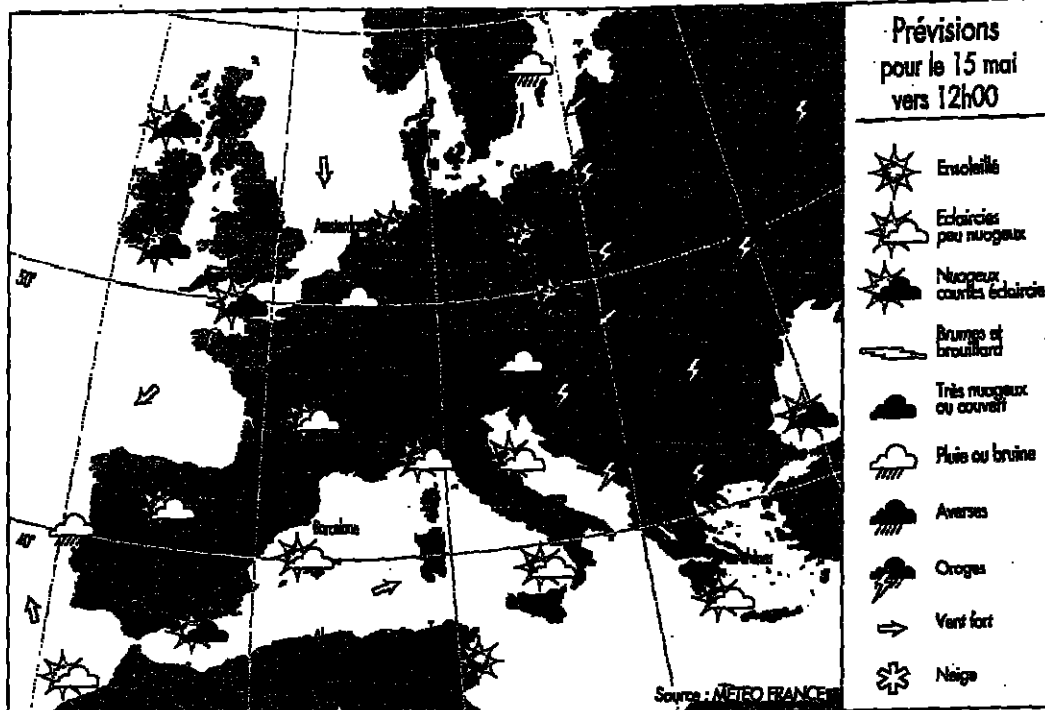 Prévisions
pour le 15 mai
vers 12h00
Ensoleillé
Eclaircies
peu nuageux
Nuageux
courtes éclaircies
Brumes et
brouillard
Très nuageux
ou couvert
Pluie ou bruine
Averses
Orages
Vent fort
Neige
Amsterdam
50°
Barcelone
40°
Source : METEO FRANCE